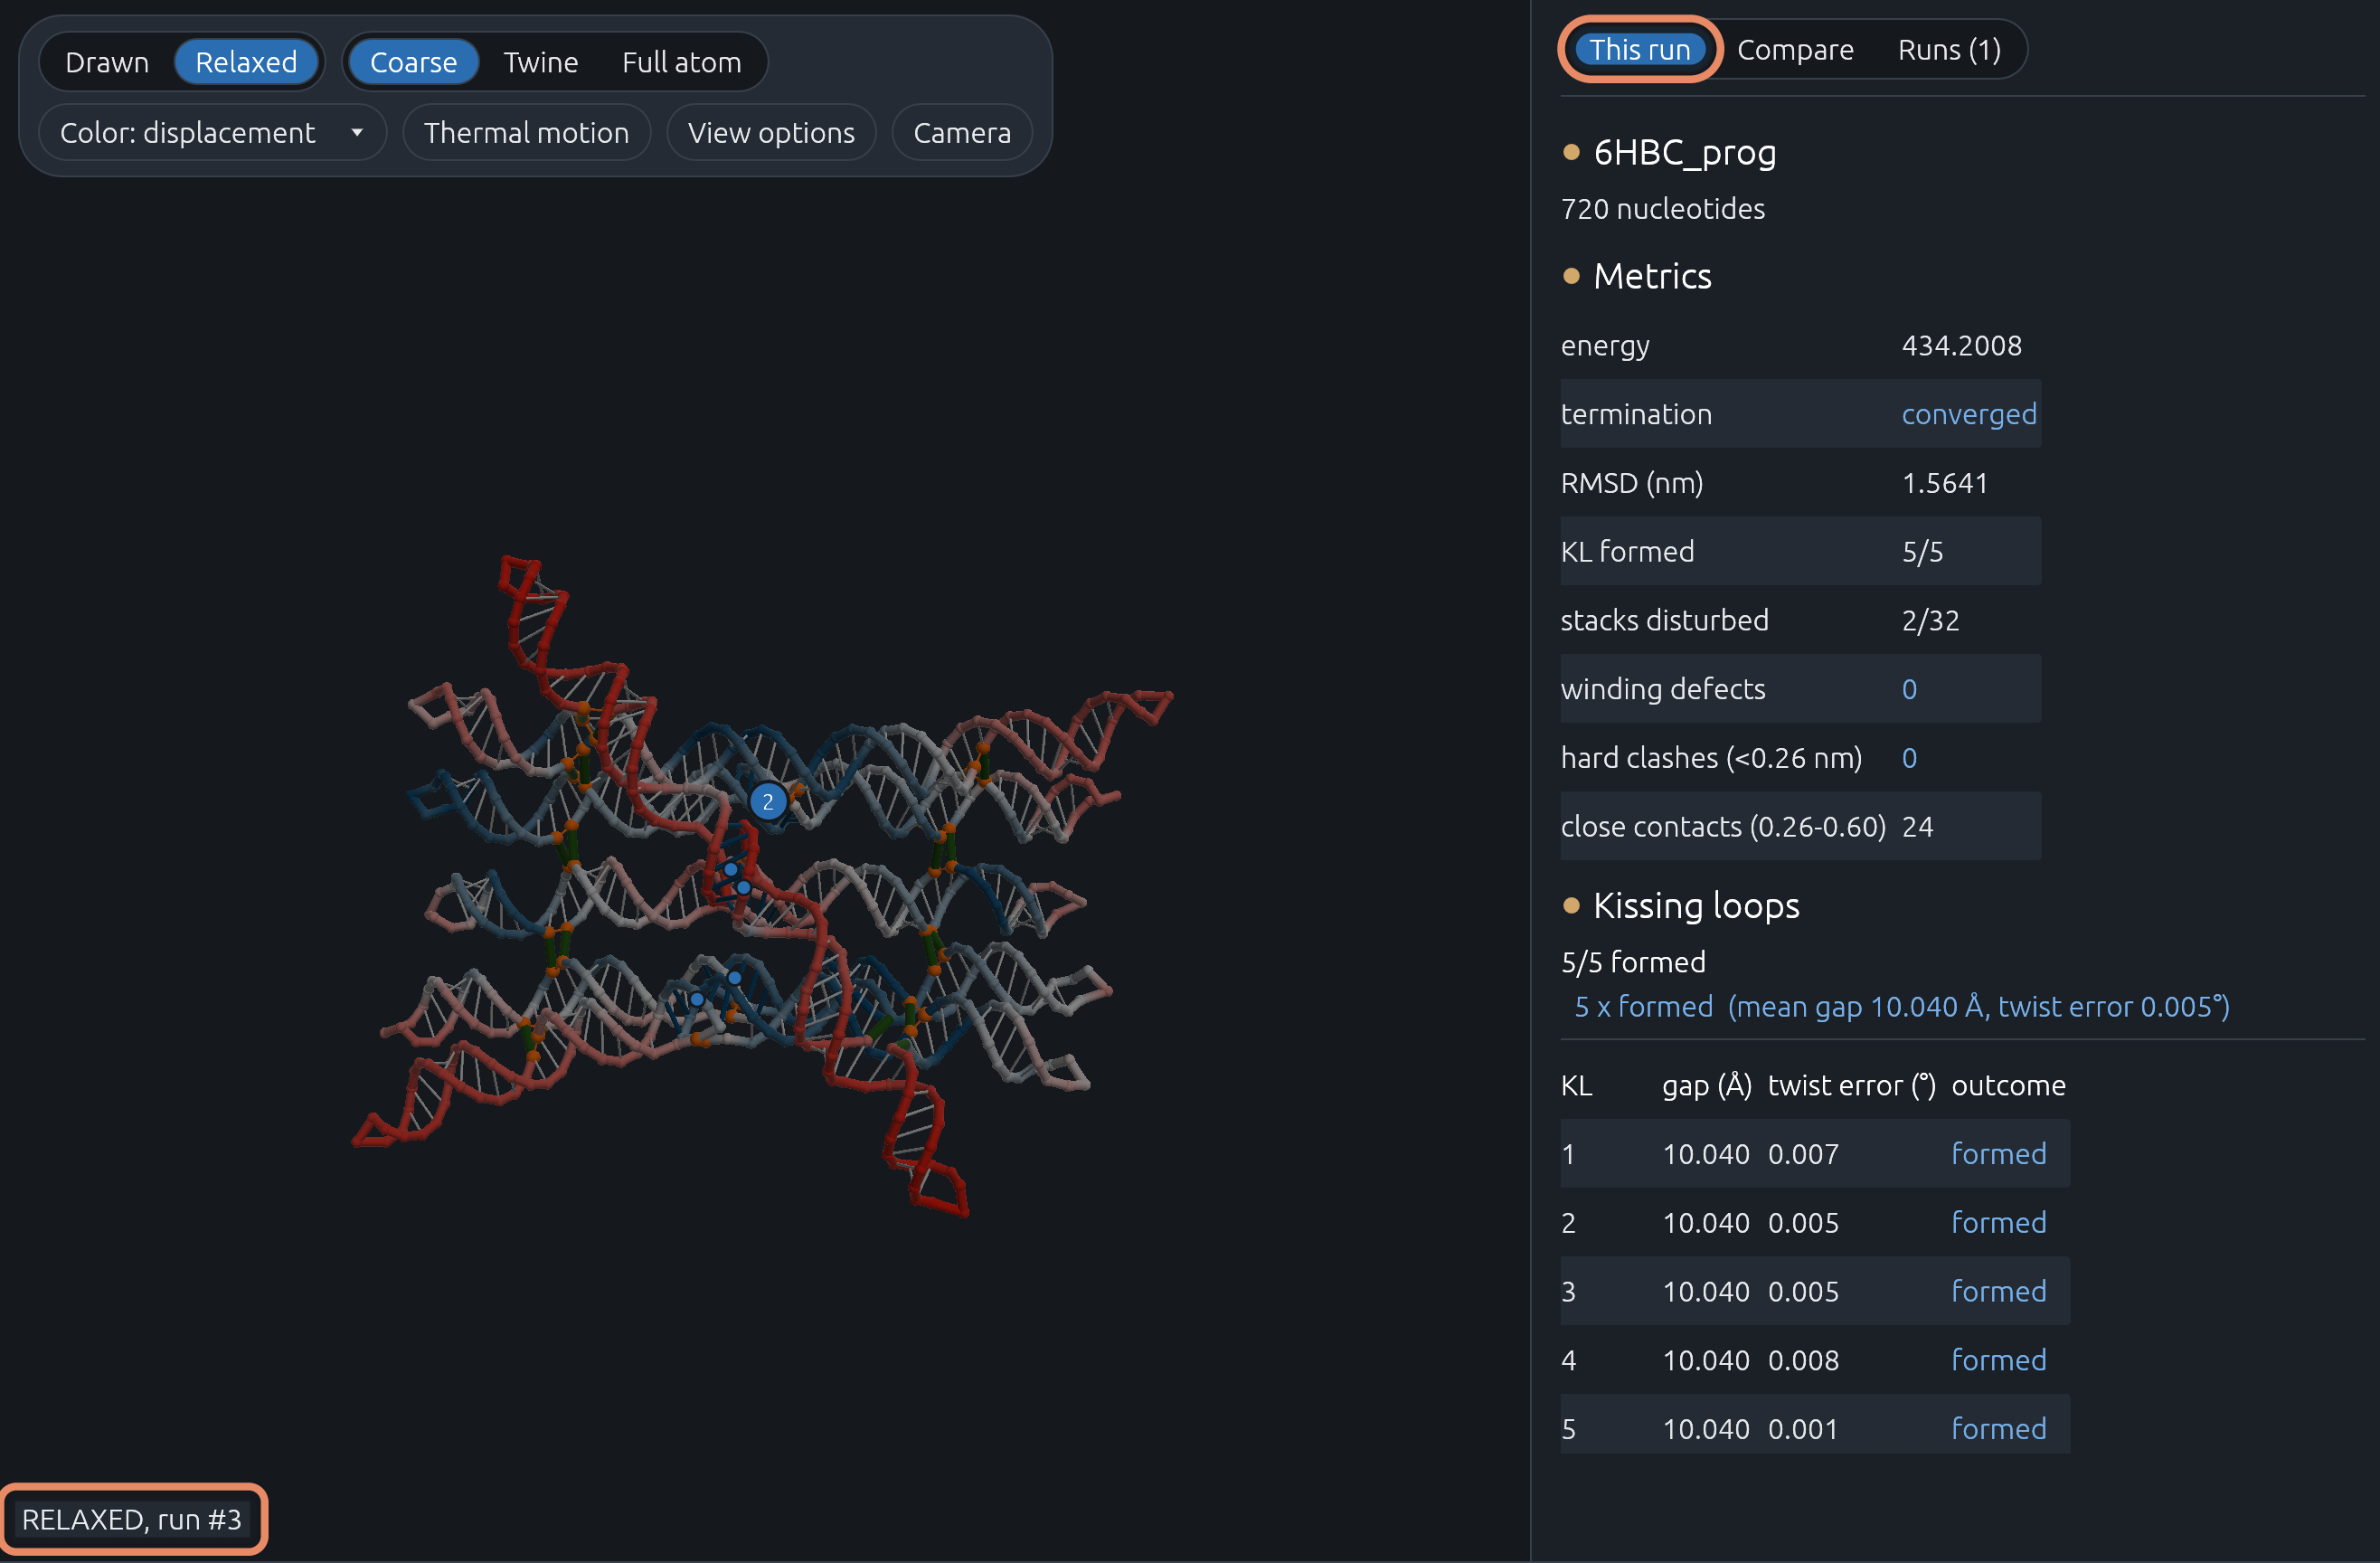 Drawn Relaxed Coarse Twine Full atom
Color: displacement Thermal motion View options Camera
2
RELAXED, run #3
This run Compare Runs (1)
6HBC_prog
720 nucleotides
Metrics
energy 434.2008
termination converged
RMSD (nm) 1.5641
KL formed 5/5
stacks disturbed 2/32
winding defects 0
hard clashes (<0.26 nm) 0
close contacts (0.26-0.60) 24
Kissing loops
5/5 formed
5 x formed (mean gap 10.040 Å, twist error 0.005°)
KL gap (Å) twist error (°) outcome
1 10.040 0.007 formed
2 10.040 0.005 formed
3 10.040 0.005 formed
4 10.040 0.008 formed
5 10.040 0.001 formed